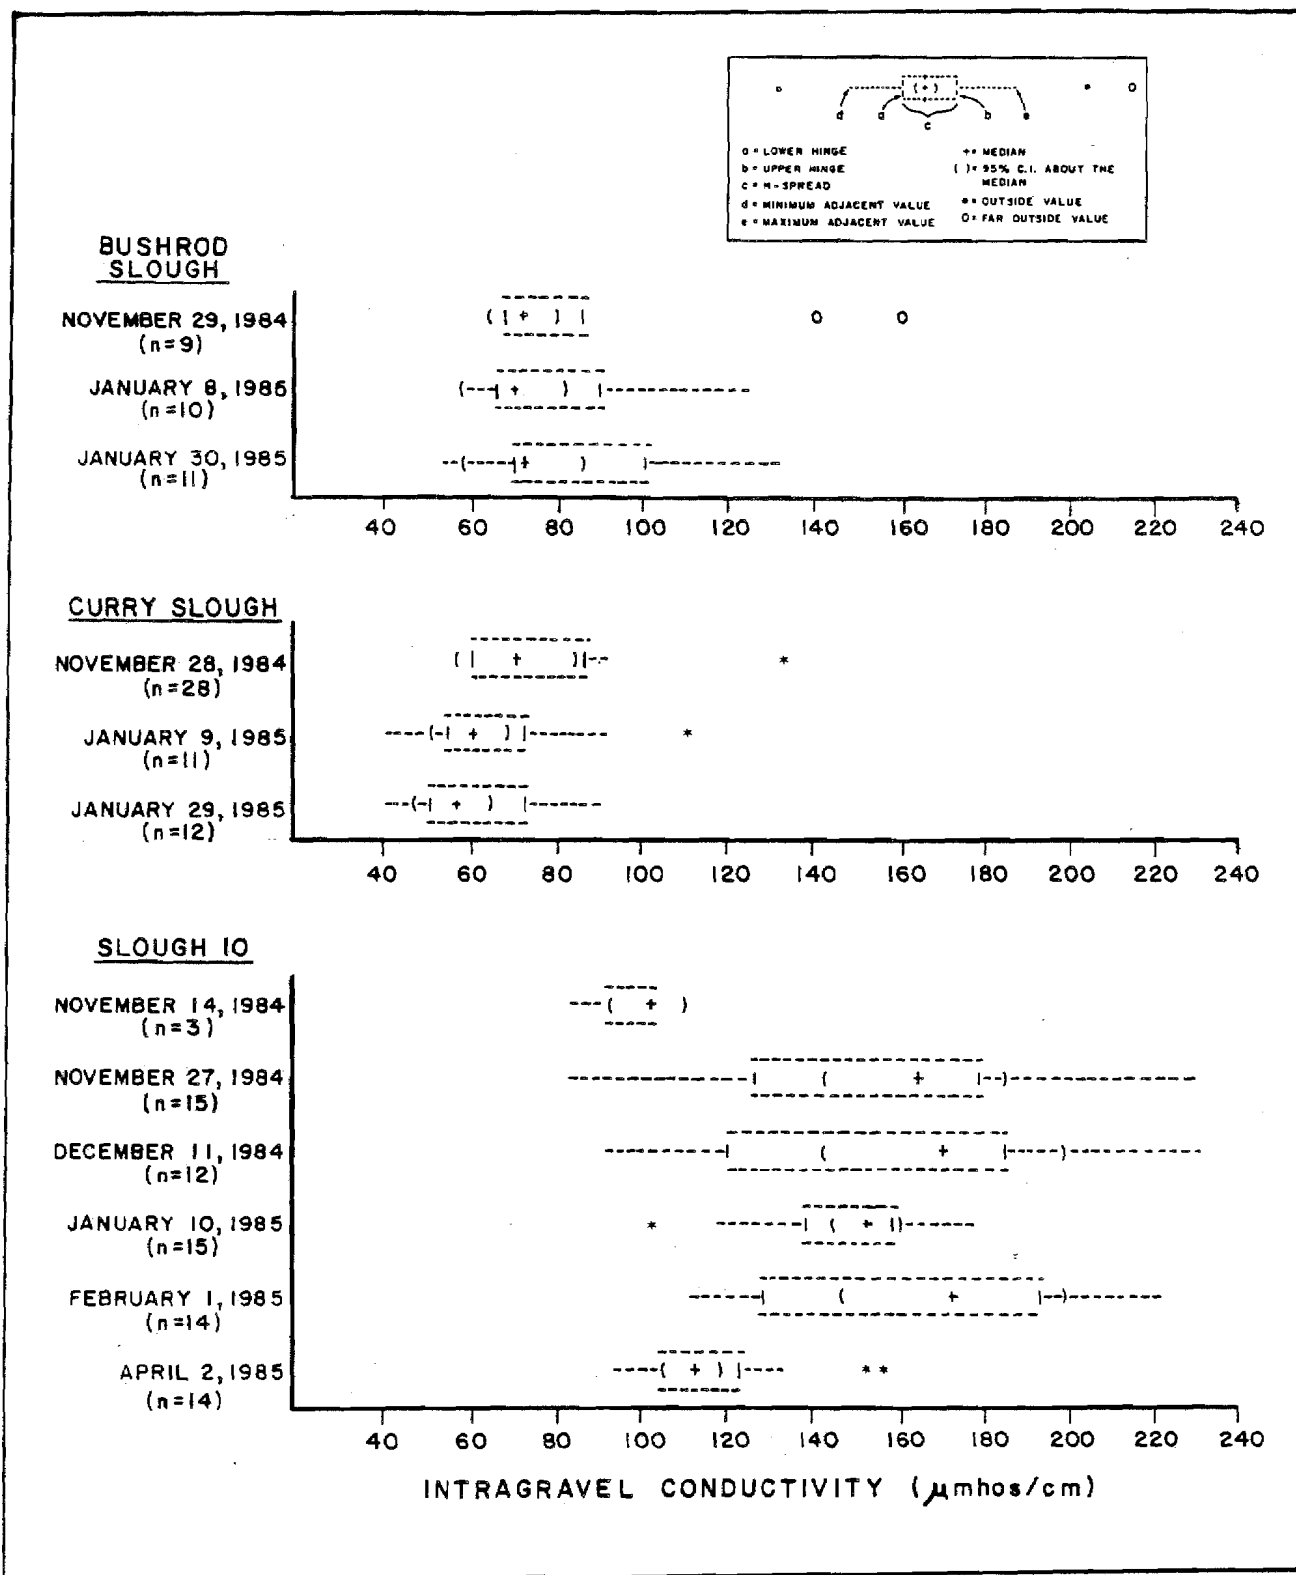 a = LOWER HINGE
b = UPPER HINGE
c = H-SPREAD
d = MINIMUM ADJACENT VALUE
e = MAXIMUM ADJACENT VALUE
+ = MEDIAN
( ) = 95% C.I. ABOUT THE
MEDIAN
* = OUTSIDE VALUE
O = FAR OUTSIDE VALUE
d a c b e
BUSHROD
SLOUGH
NOVEMBER 29, 1984
(n=9)
JANUARY 8, 1985
(n=10)
JANUARY 30, 1985
(n=11)
40 60 80 100 120 140 160 180 200 220 240
CURRY SLOUGH
NOVEMBER 28, 1984
(n=28)
JANUARY 9, 1985
(n=11)
JANUARY 29, 1985
(n=12)
40 60 80 100 120 140 160 180 200 220 240
SLOUGH 10
NOVEMBER 14, 1984
(n=3)
NOVEMBER 27, 1984
(n=15)
DECEMBER 11, 1984
(n=12)
JANUARY 10, 1985
(n=15)
FEBRUARY 1, 1985
(n=14)
APRIL 2, 1985
(n=14)
40 60 80 100 120 140 160 180 200 220 240
INTRAGRAVEL CONDUCTIVITY (μmhos/cm)